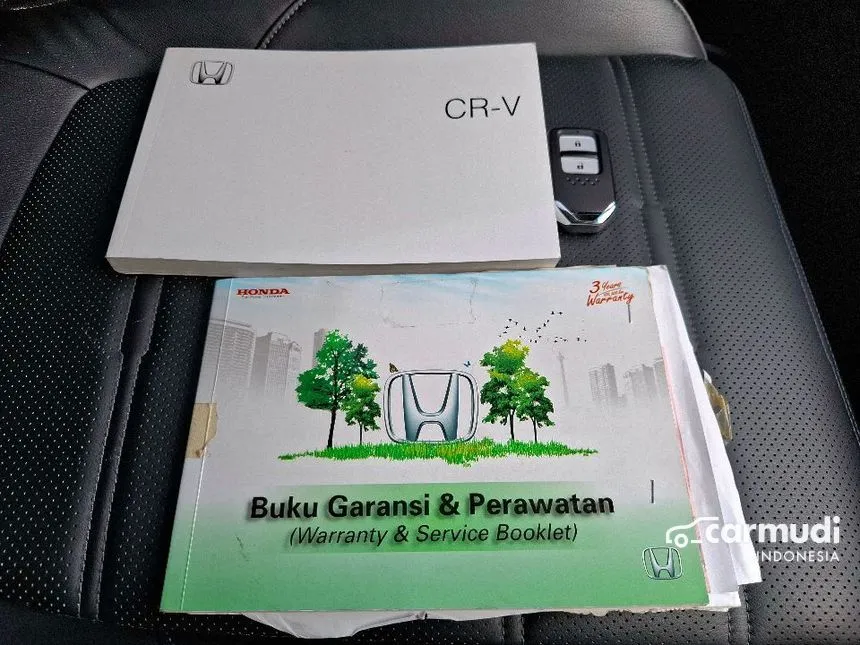 CR-V
HONDA
3 Years
Warranty
Buku Garansi & Perawatan
(Warranty & Service Booklet)
carmudi
INDONESIA